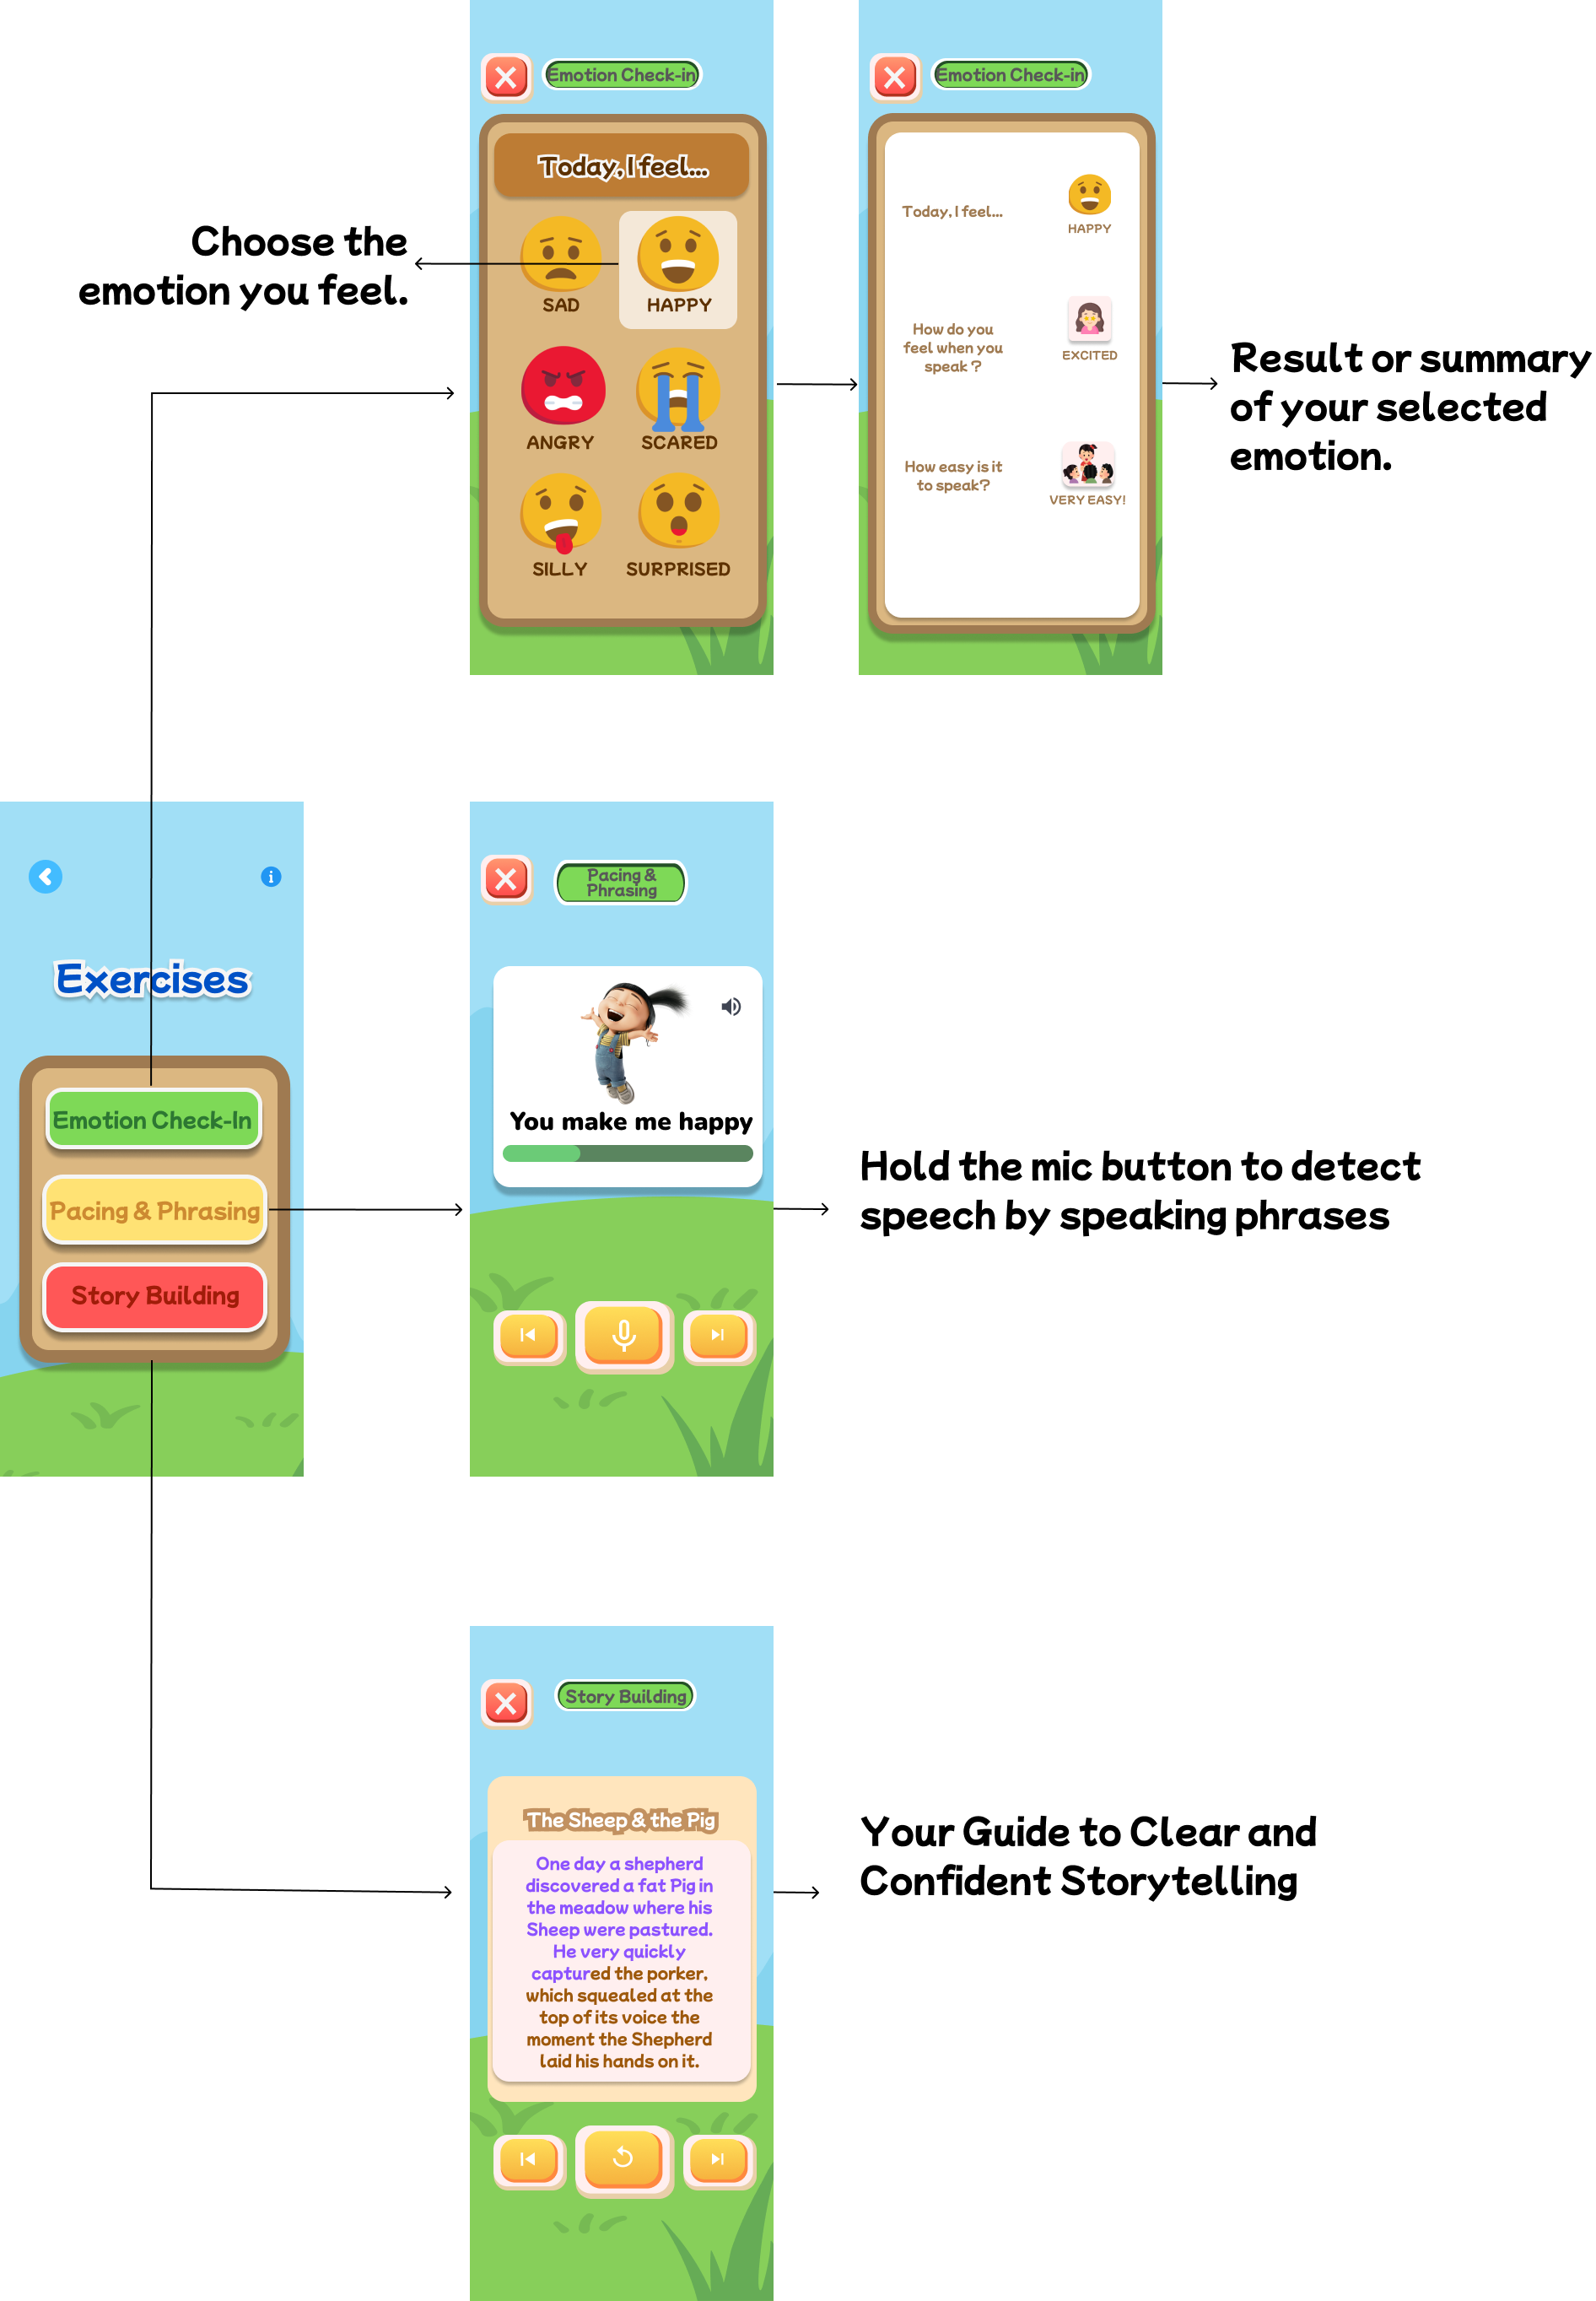 Emotion Check-in
Today, I feel...
SAD
HAPPY
ANGRY
SCARED
SILLY
SURPRISED
Choose the
emotion you feel.
Emotion Check-in
Today, I feel...
HAPPY
How do you
feel when you
speak ?
EXCITED
How easy is it
to speak?
VERY EASY!
Result or summary
of your selected
emotion.
Exercises
Emotion Check-In
Pacing & Phrasing
Story Building
Pacing &
Phrasing
You make me happy
Hold the mic button to detect
speech by speaking phrases
Story Building
The Sheep & the Pig
One day a shepherd
discovered a fat Pig in
the meadow where his
Sheep were pastured.
He very quickly
captured the porker,
which squealed at the
top of its voice the
moment the Shepherd
laid his hands on it.
Your Guide to Clear and
Confident Storytelling